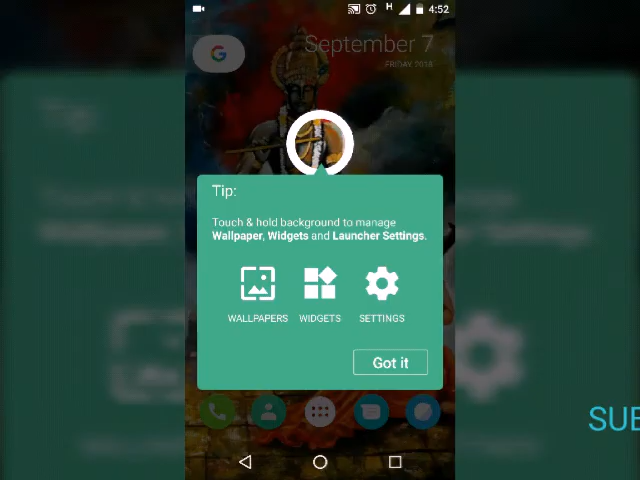 H 4:52
September 7
FRIDAY, 2018
G
Tip:
Touch & hold background to manage
Wallpaper, Widgets and Launcher Settings.
WALLPAPERS WIDGETS SETTINGS
Got it
SUB